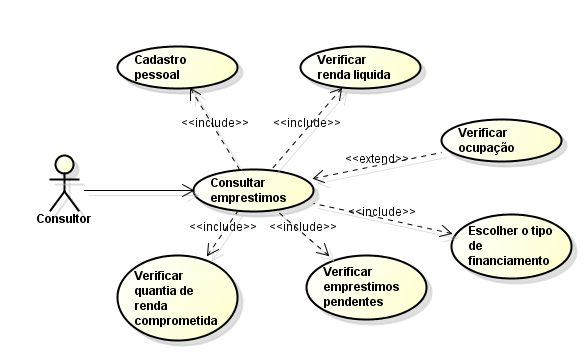 Cadastro
pessoal
Verificar
renda liquida
<<include>>
<<include>>
Verificar
ocupação
<<extend>>
Consultar
emprestimos
Consultor
<<include>>
<<include>>
<<include>>
Escolher o tipo
de
financiamento
Verificar
quantia de
renda
comprometida
Verificar
emprestimos
pendentes